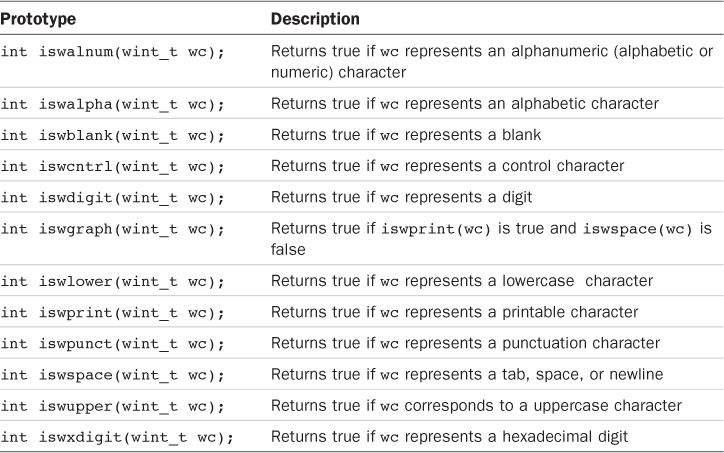 Prototype Description
int iswalnum(wint_t wc); Returns true if wc represents an alphanumeric (alphabetic or
numeric) character
int iswalpha(wint_t wc); Returns true if wc represents an alphabetic character
int iswblank(wint_t wc); Returns true if wc represents a blank
int iswcntrl(wint_t wc); Returns true if wc represents a control character
int iswdigit(wint_t wc); Returns true if wc represents a digit
int iswgraph(wint_t wc); Returns true if iswprint(wc) is true and iswspace(wc) is
false
int iswlower(wint_t wc); Returns true if wc represents a lowercase character
int iswprint(wint_t wc); Returns true if wc represents a printable character
int iswpunct(wint_t wc); Returns true if wc represents a punctuation character
int iswspace(wint_t wc); Returns true if wc represents a tab, space, or newline
int iswupper(wint_t wc); Returns true if wc corresponds to a uppercase character
int iswxdigit(wint_t wc); Returns true if wc represents a hexadecimal digit